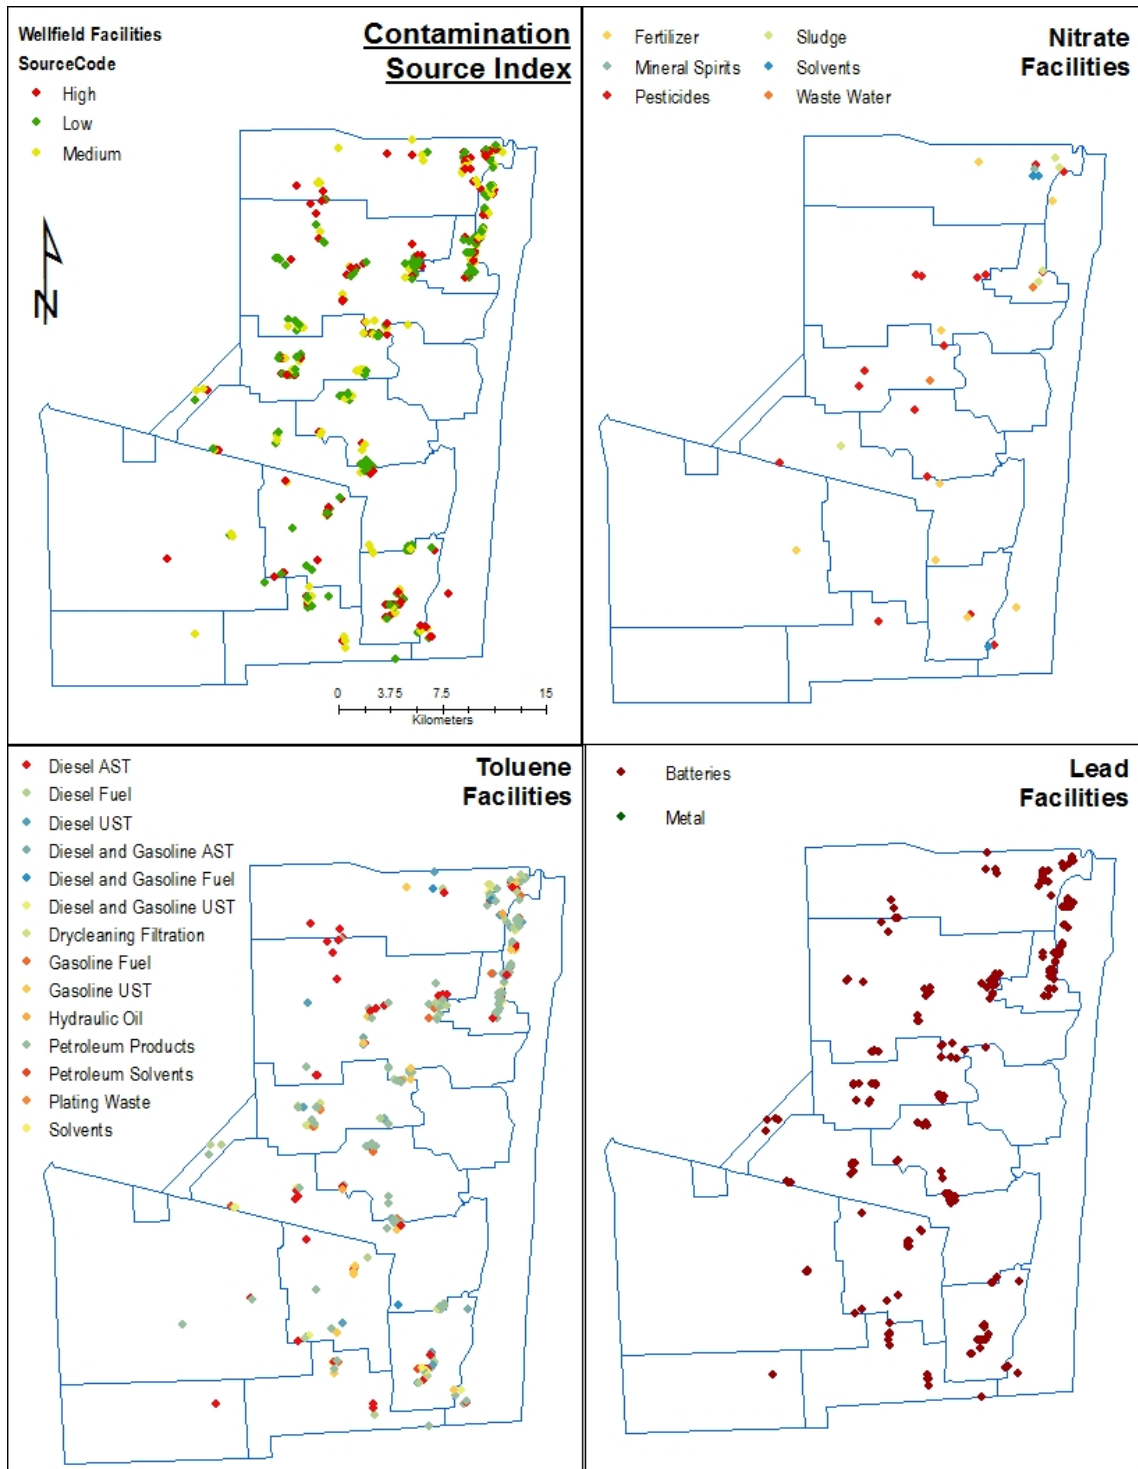 Wellfield Facilities
SourceCode
High
Low
Medium
Contamination
Source Index
N
0 3.75 7.5 15
Kilometers
Fertilizer
Mineral Spirits
Pesticides
Sludge
Solvents
Waste Water
Nitrate
Facilities
Diesel AST
Diesel Fuel
Diesel UST
Diesel and Gasoline AST
Diesel and Gasoline Fuel
Diesel and Gasoline UST
Drycleaning Filtration
Gasoline Fuel
Gasoline UST
Hydraulic Oil
Petroleum Products
Petroleum Solvents
Plating Waste
Solvents
Toluene
Facilities
Batteries
Metal
Lead
Facilities